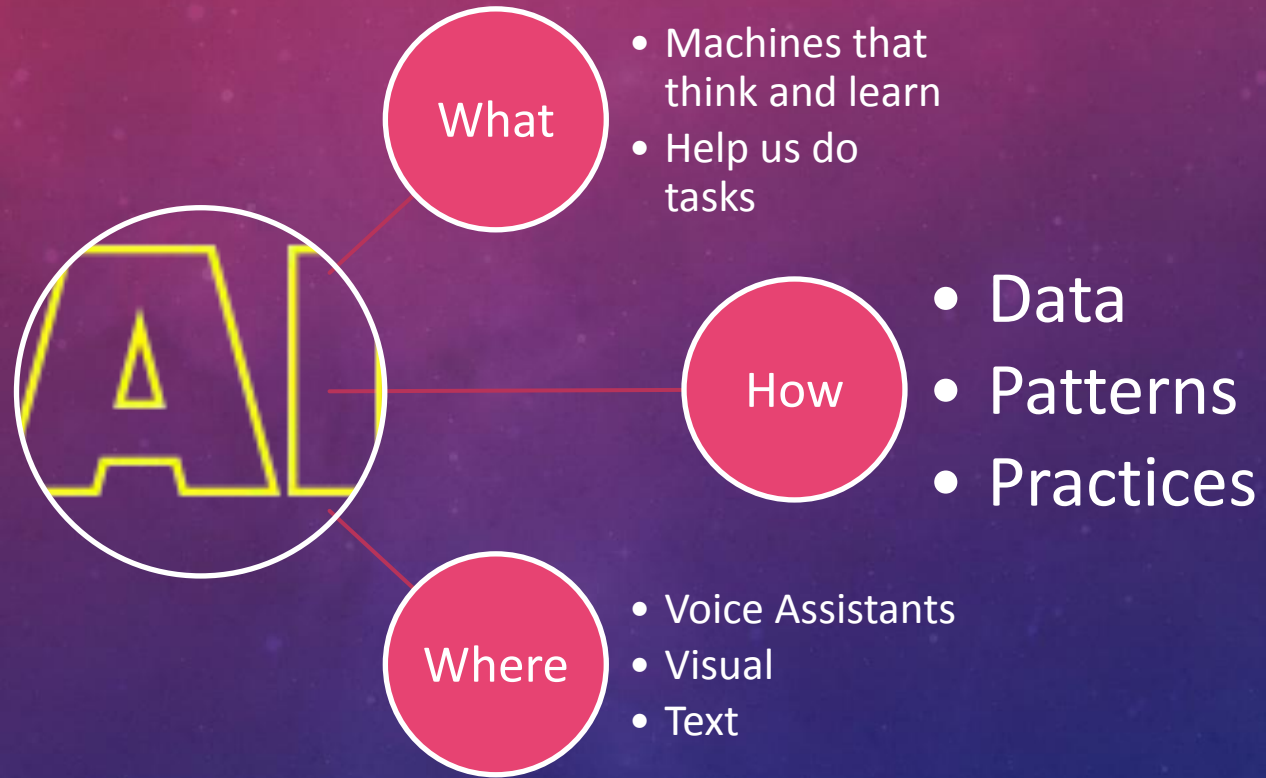 AI
What
• Machines that
think and learn
• Help us do
tasks
How
• Data
• Patterns
• Practices
Where
• Voice Assistants
• Visual
• Text